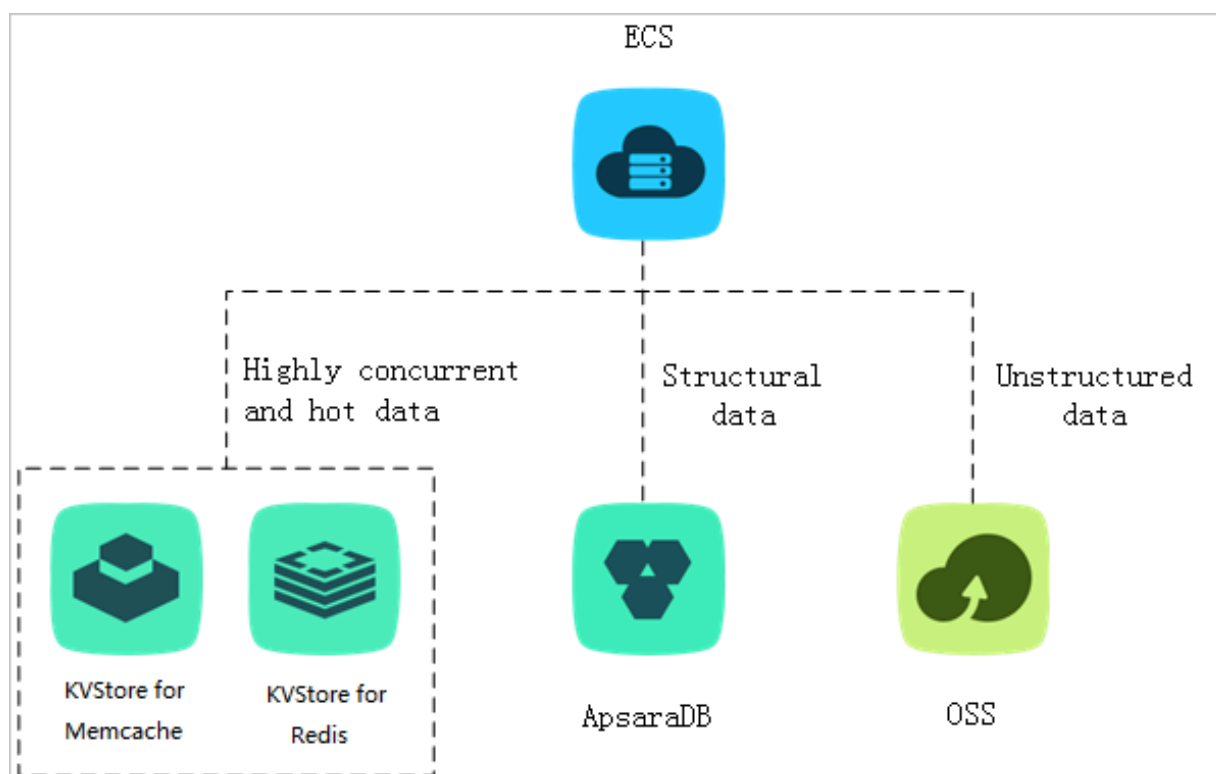 ECS
Highly concurrent
and hot data
Structural
data
Unstructured
data
KVStore for
Memcache
KVStore for
Redis
ApsaraDB
OSS